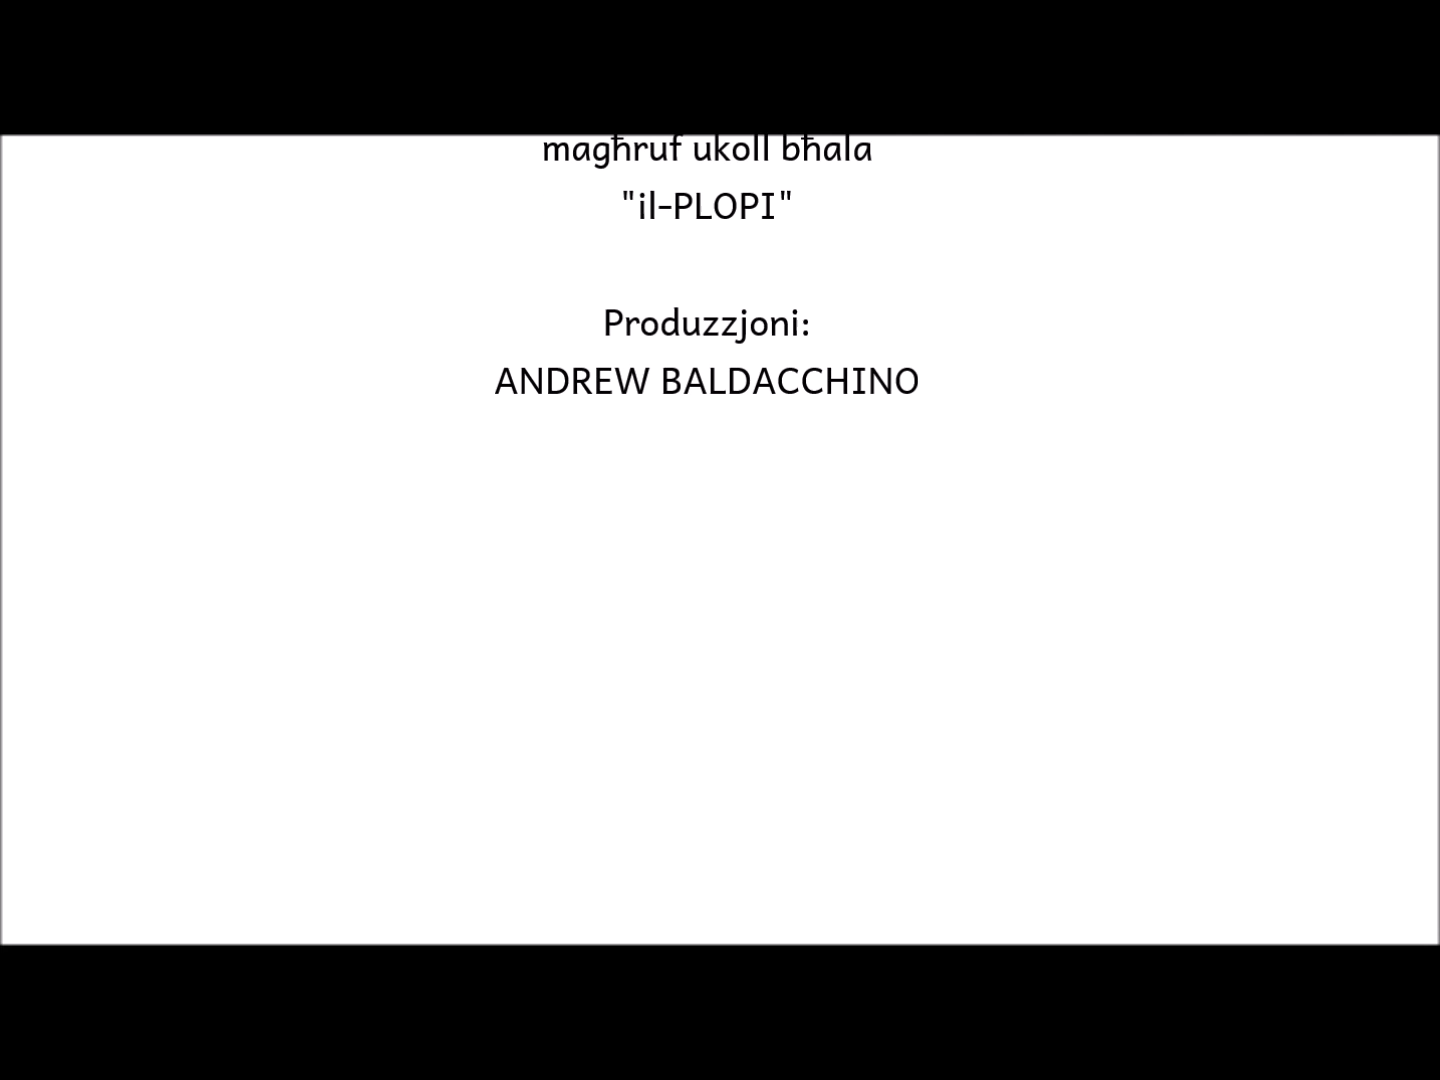 magħruf ukoll bħala
"il-PLOPI"
Produzzjoni:
ANDREW BALDACCHINO